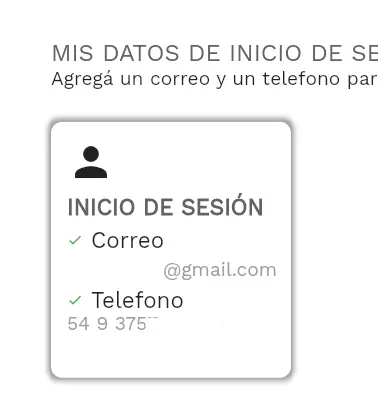 MIS DATOS DE INICIO DE SE
Agregá un correo y un telefono par
INICIO DE SESIÓN
Correo
@gmail.com
Telefono
54 9 375